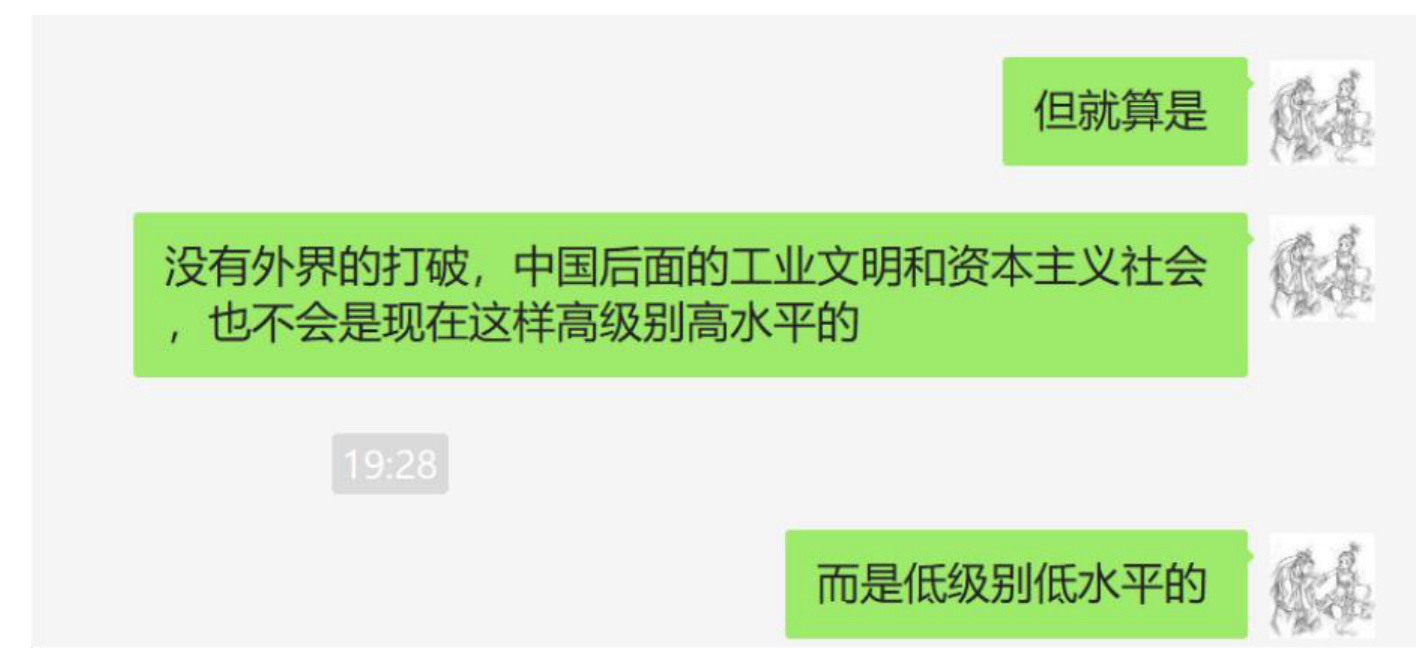 但就算是
没有外界的打破，中国后面的工业文明和资本主义社会
，也不会是现在这样高级别高水平的
19:28
而是低级别低水平的